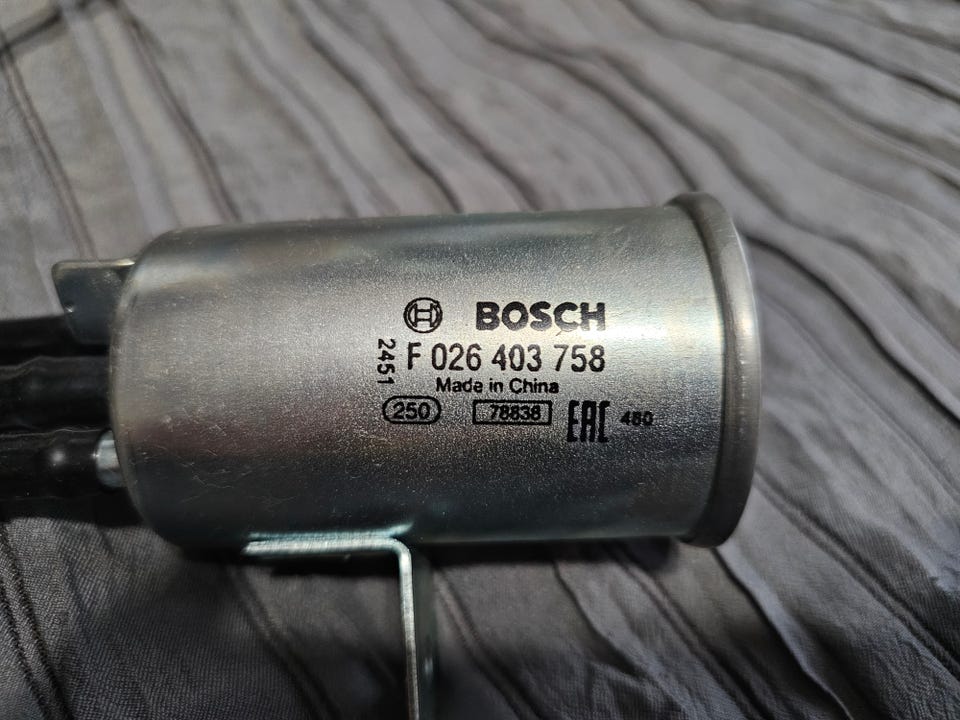 BOSCH
F 026 403 758
2451
Made in China
250 78838 EAC 480